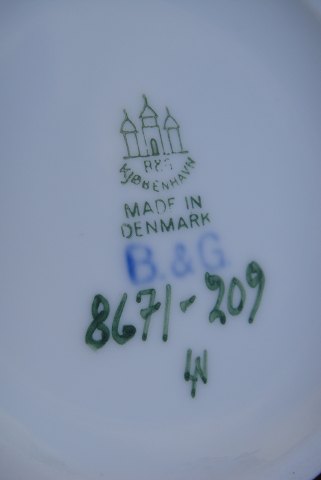 B&G
KJØBENHAVN
MADE IN
DENMARK
B.&G.
8671-209